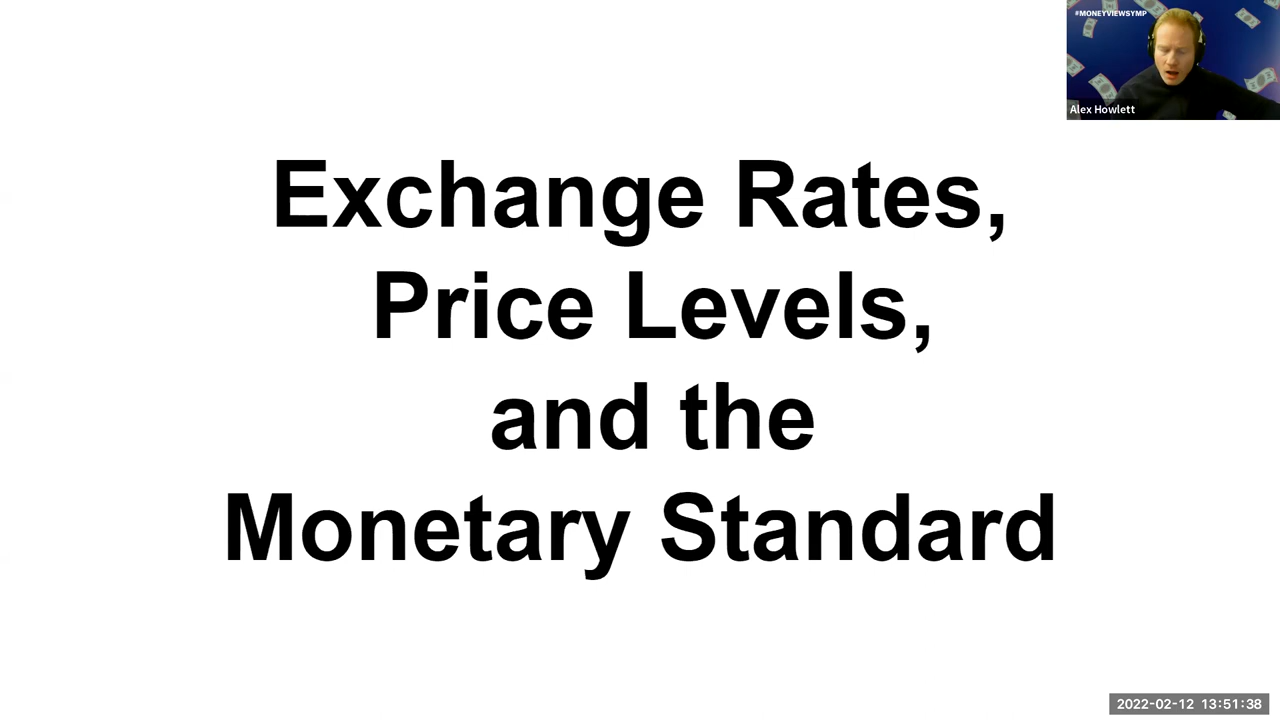 #MONEYVIEWSYMP
Alex Howlett
Exchange Rates,
Price Levels,
and the
Monetary Standard
2022-02-12 13:51:38